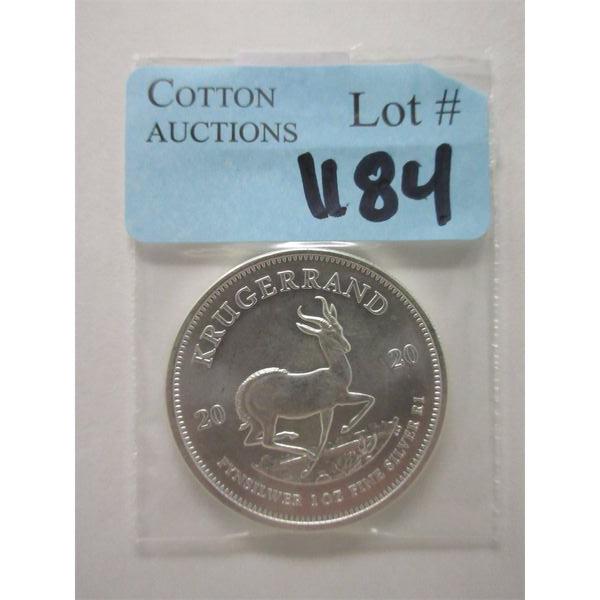 COTTON
AUCTIONS
Lot #
1184
KRUGERRAND
20 20
FYNSILWER 1 OZ FINE SILVER R1